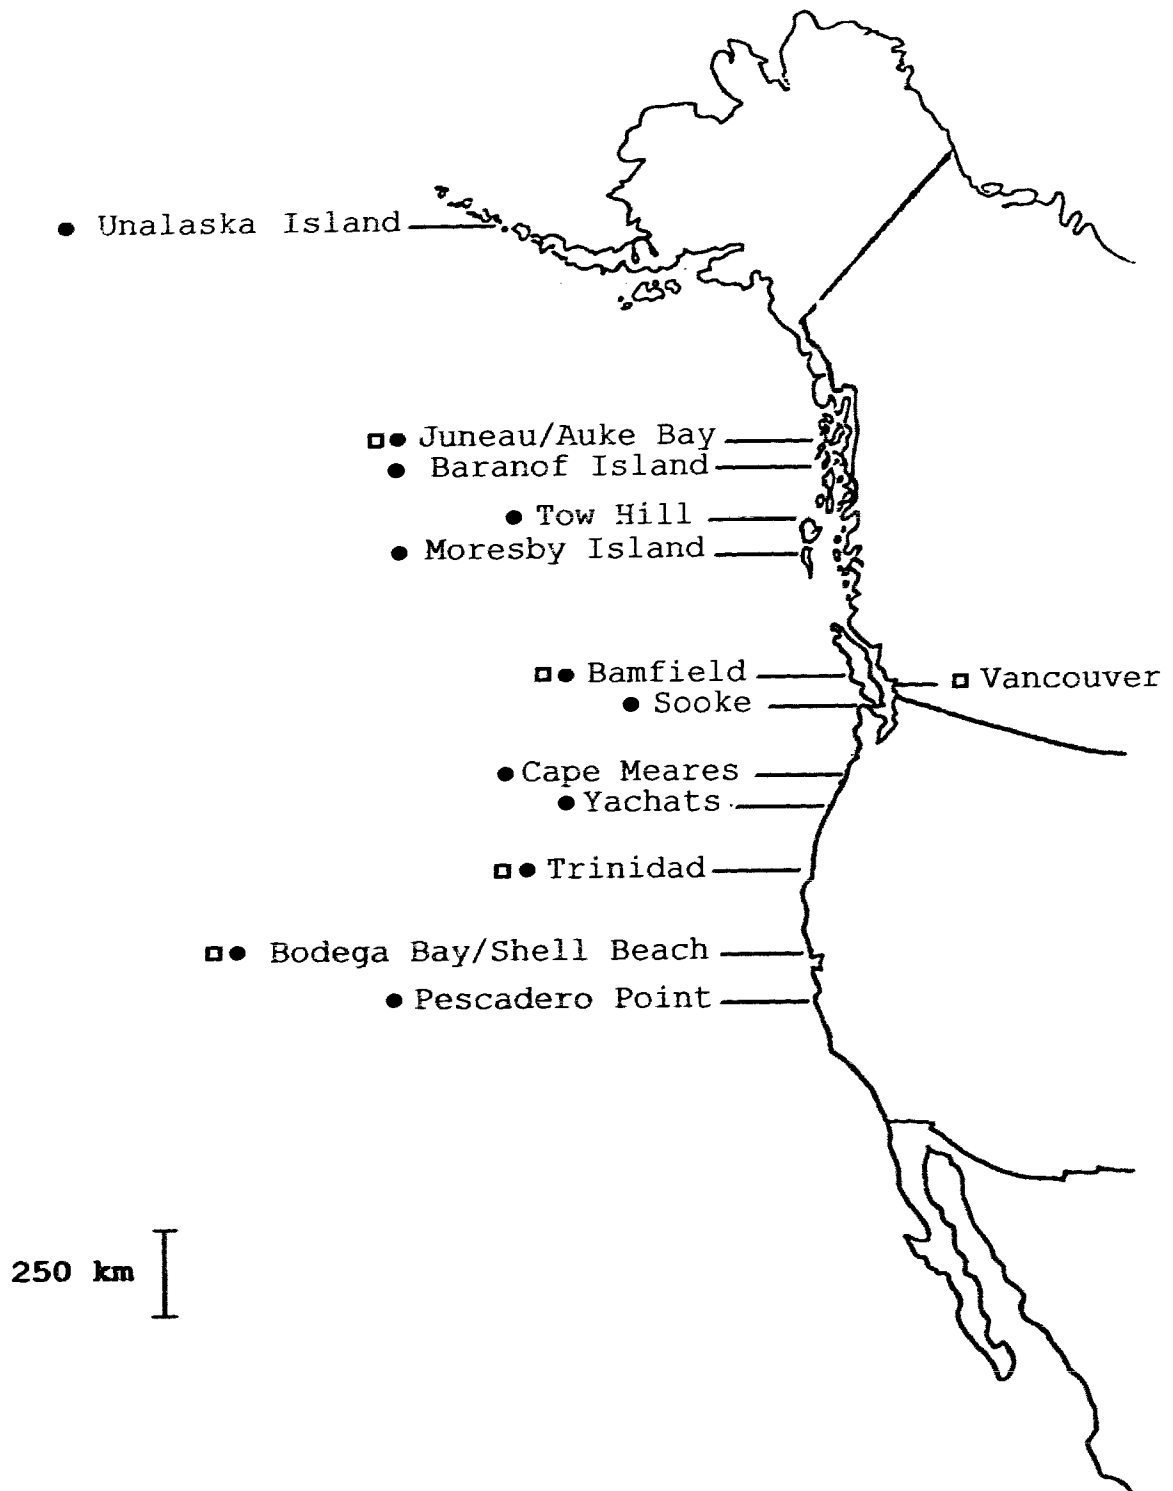 Unalaska Island
Juneau/Auke Bay
Baranof Island
Tow Hill
Moresby Island
Bamfield
Vancouver
Sooke
Cape Meares
Yachats
Trinidad
Bodega Bay/Shell Beach
Pescadero Point
250 km